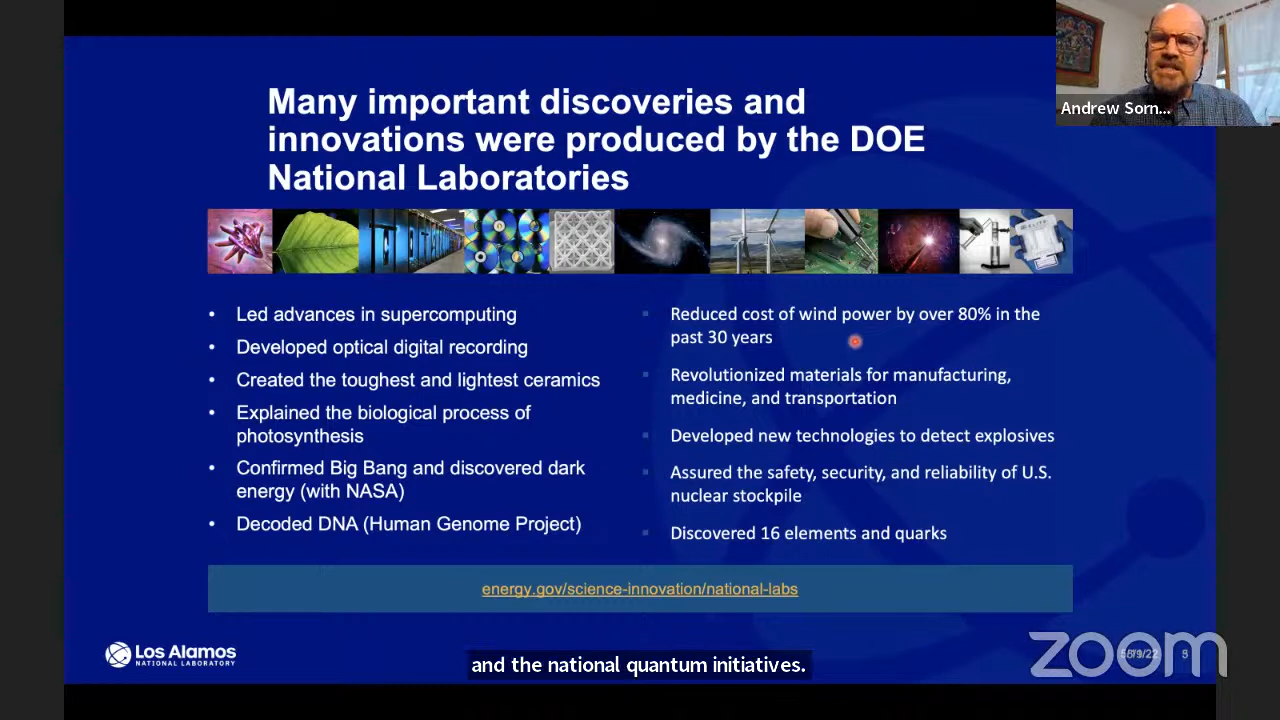 Many important discoveries and
innovations were produced by the DOE
National Laboratories
Andrew Sorn...
• Led advances in supercomputing
• Developed optical digital recording
• Created the toughest and lightest ceramics
• Explained the biological process of
photosynthesis
• Confirmed Big Bang and discovered dark
energy (with NASA)
• Decoded DNA (Human Genome Project)
▪ Reduced cost of wind power by over 80% in the
past 30 years
▪ Revolutionized materials for manufacturing,
medicine, and transportation
▪ Developed new technologies to detect explosives
▪ Assured the safety, security, and reliability of U.S.
nuclear stockpile
▪ Discovered 16 elements and quarks
energy.gov/science-innovation/national-labs
Los Alamos
NATIONAL LABORATORY
and the national quantum initiatives.
zoom
8